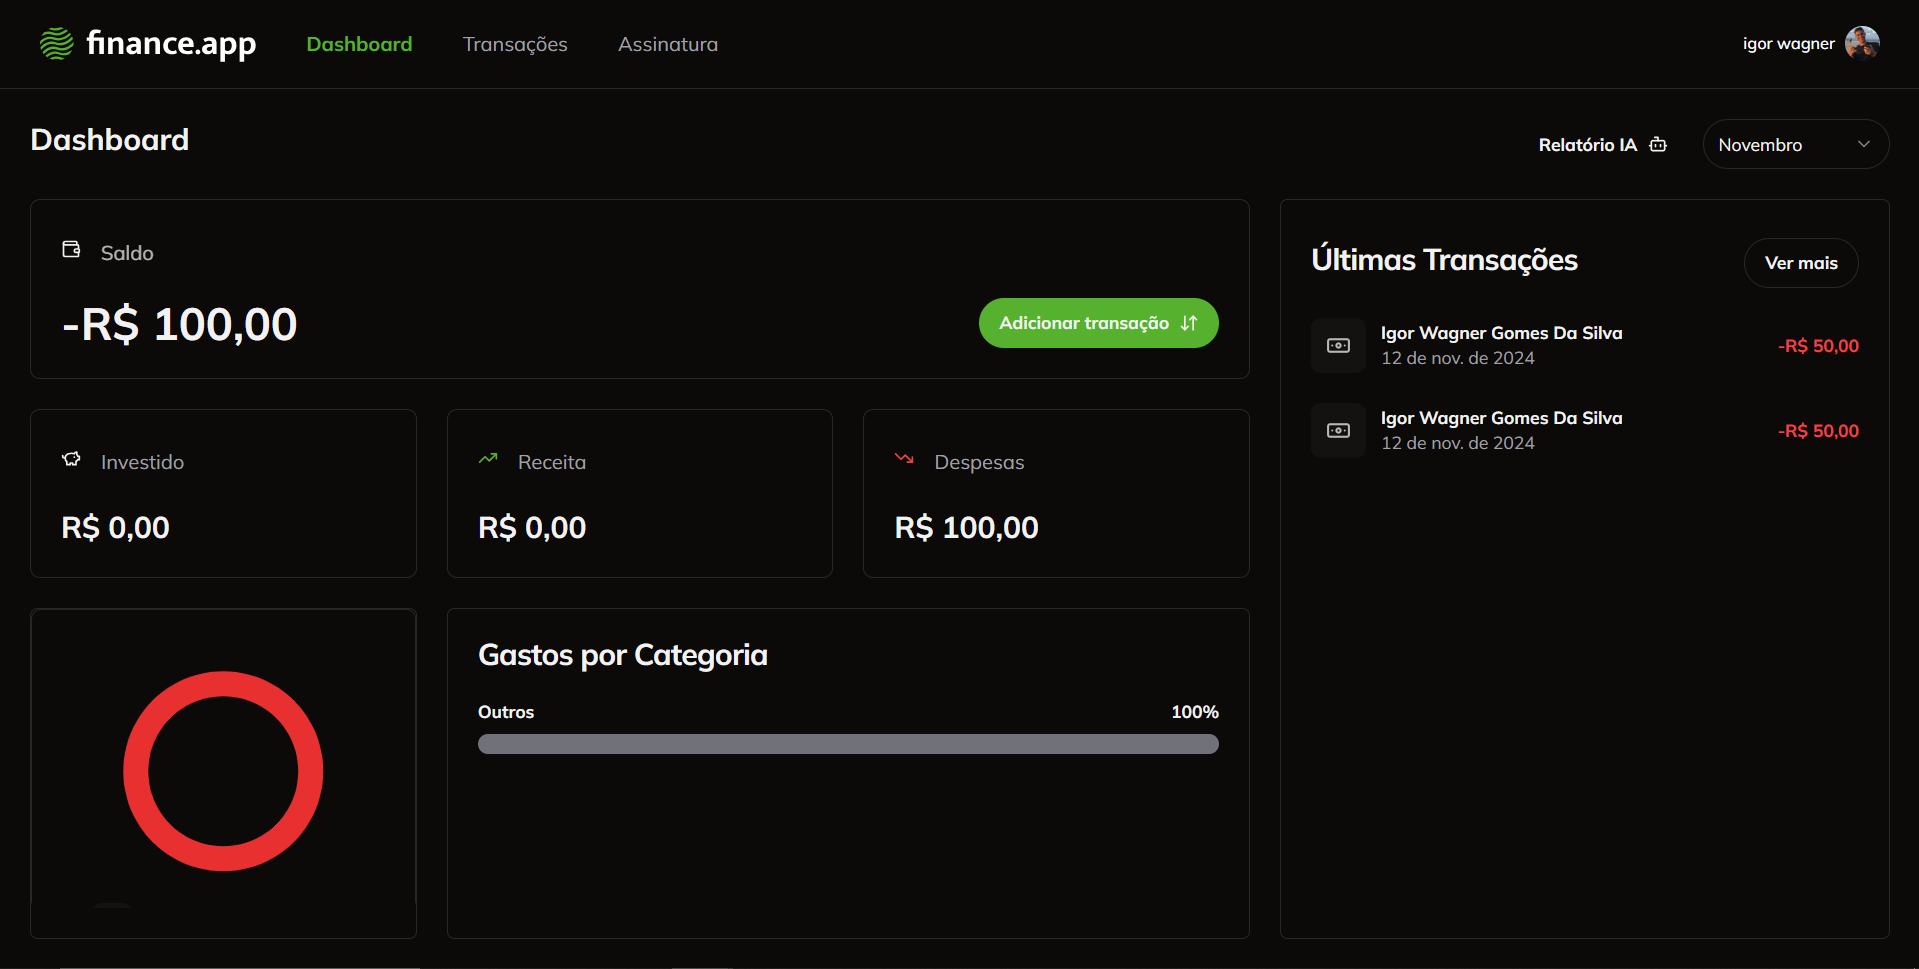 finance.app
Dashboard
Transações
Assinatura
igor wagner
Dashboard
Relatório IA
Novembro
Saldo
-R$ 100,00
Adicionar transação
Investido
R$ 0,00
Receita
R$ 0,00
Despesas
R$ 100,00
Gastos por Categoria
Outros
100%
Últimas Transações
Ver mais
Igor Wagner Gomes Da Silva
12 de nov. de 2024
-R$ 50,00
Igor Wagner Gomes Da Silva
12 de nov. de 2024
-R$ 50,00